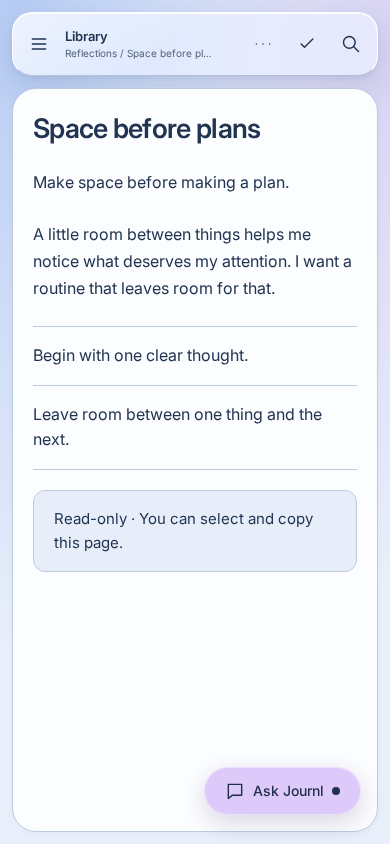 Library
Reflections / Space before pl...
Space before plans
Make space before making a plan.
A little room between things helps me
notice what deserves my attention. I want a
routine that leaves room for that.
Begin with one clear thought.
Leave room between one thing and the
next.
Read-only · You can select and copy
this page.
Ask Journl